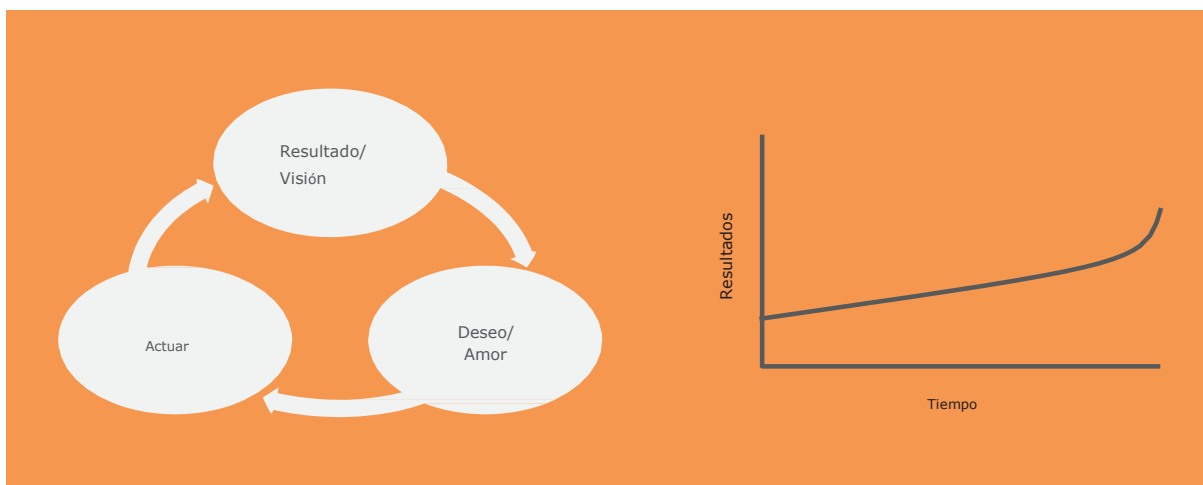 Resultado/
Visión
Deseo/
Amor
Actuar
Resultados
Tiempo